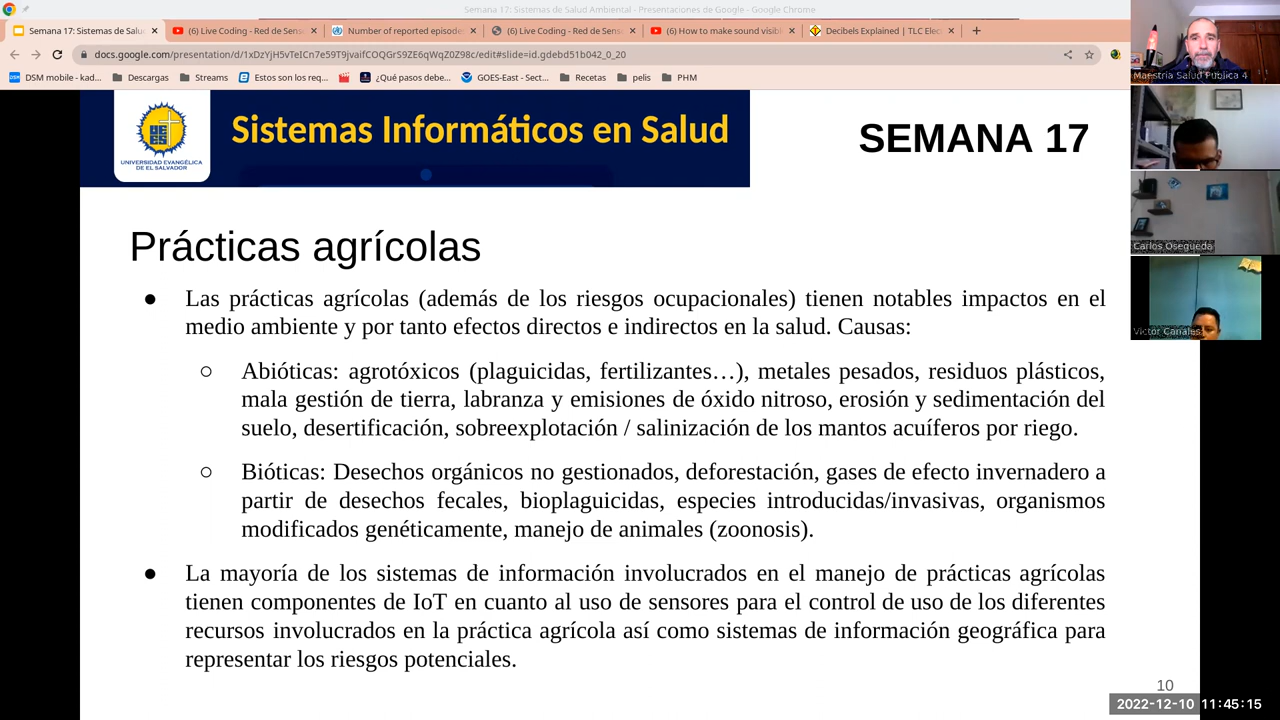 Semana 17: Sistemas de Salud Ambiental - Presentaciones de Google - Google Chrome
Semana 17: Sistemas de Salu
(6) Live Coding - Red de Sens
Number of reported episode
(6) Live Coding - Red de Sens
(6) How to make sound visibl
Decibels Explained | TLC Elec
docs.google.com/presentation/d/1xDzYjH5vTeICn7e59T9jvaifCOQGrS9ZE6qWqZ0Z98c/edit#slide=id.gdebd51b042_0_20
DSM mobile - kad...
Descargas
Streams
Estos son los req...
¿Qué pasos debe...
GOES-East - Sect...
Recetas
pelis
PHM
UNIVERSIDAD EVANGÉLICA
DE EL SALVADOR
Sistemas Informáticos en Salud
SEMANA 17
Prácticas agrícolas
● Las prácticas agrícolas (además de los riesgos ocupacionales) tienen notables impactos en el
medio ambiente y por tanto efectos directos e indirectos en la salud. Causas:
○ Abióticas: agrotóxicos (plaguicidas, fertilizantes…), metales pesados, residuos plásticos,
mala gestión de tierra, labranza y emisiones de óxido nitroso, erosión y sedimentación del
suelo, desertificación, sobreexplotación / salinización de los mantos acuíferos por riego.
○ Bióticas: Desechos orgánicos no gestionados, deforestación, gases de efecto invernadero a
partir de desechos fecales, bioplaguicidas, especies introducidas/invasivas, organismos
modificados genéticamente, manejo de animales (zoonosis).
● La mayoría de los sistemas de información involucrados en el manejo de prácticas agrícolas
tienen componentes de IoT en cuanto al uso de sensores para el control de uso de los diferentes
recursos involucrados en la práctica agrícola así como sistemas de información geográfica para
representar los riesgos potenciales.
10
Maestria Salud Publica 4
Carlos Osegueda
Victor Canales
2022-12-10 11:45:15